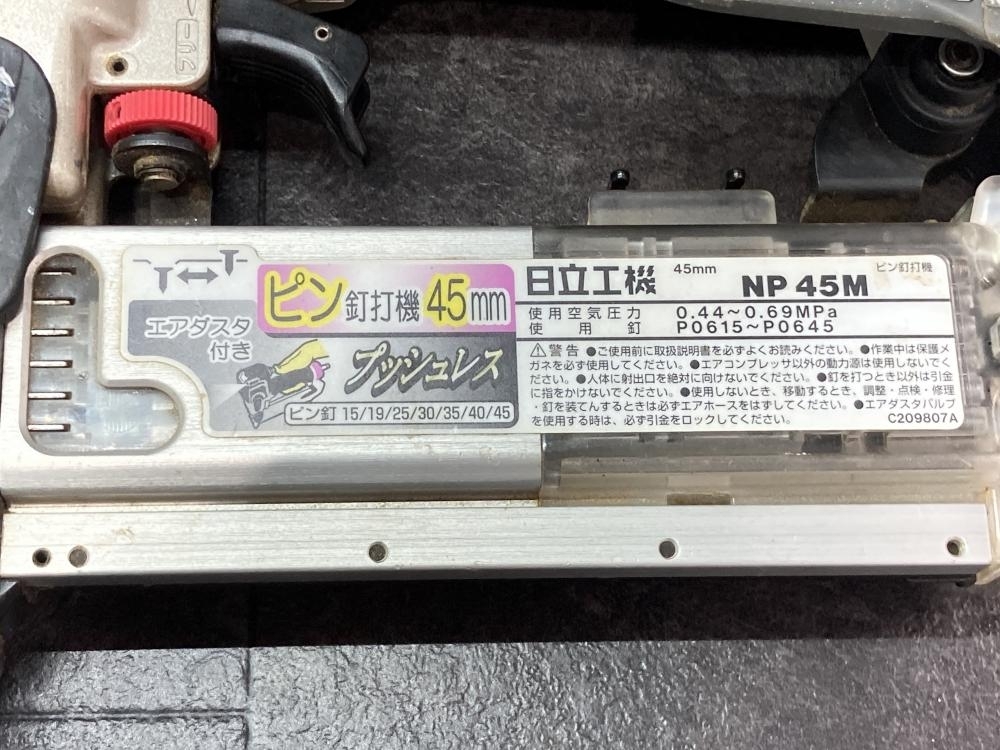 フリー
エアダスタ
付き
ピン釘打機45mm
プッシュレス
ピン釘 15/19/25/30/35/40/45
日立工機 45mm NP 45M ピン釘打機
使用空気圧力 0.44～0.69MPa
使用釘 P0615～P0645
⚠警告 ●ご使用前に取扱説明書を必ずよくお読みください。●作業中は保護メ
ガネを必ず使用してください。●エアコンプレッサ以外の動力源は使用しないでく
ださい。●人体に射出口を絶対に向けないでください。●釘を打つとき以外は引金
に指をかけないでください。●使用しないとき、移動するとき、調整・点検・修理
・釘を装てんするときは必ずエアホースをはずしてください。●エアダスタバルブ
を使用する時は、必ず引金をロックしてください。 C209807A